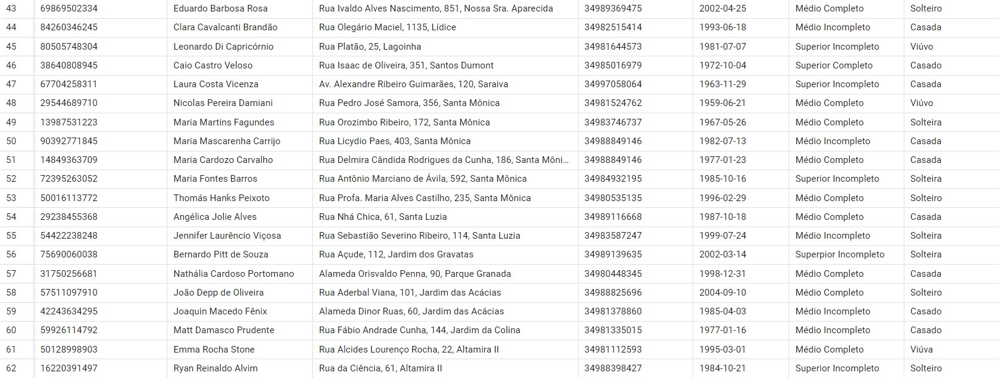 43 69869502334 Eduardo Barbosa Rosa Rua Ivaldo Alves Nascimento, 851, Nossa Sra. Aparecida 34989369475 2002-04-25 Médio Completo Solteiro
44 84260346245 Clara Cavalcanti Brandão Rua Olegário Maciel, 1135, Lídice 34982515414 1993-06-18 Médio Incompleto Casada
45 80505748304 Leonardo Di Capricórnio Rua Platão, 25, Lagoinha 34981644573 1981-07-07 Superior Incompleto Viúvo
46 38640808945 Caio Castro Veloso Rua Isaac de Oliveira, 351, Santos Dumont 34985016979 1972-10-04 Superior Completo Casado
47 67704258311 Laura Costa Vicenza Av. Alexandre Ribeiro Guimarães, 120, Saraiva 34997058064 1963-11-29 Superior Incompleto Casada
48 29544689710 Nicolas Pereira Damiani Rua Pedro José Samora, 356, Santa Mônica 34981524762 1959-06-21 Médio Completo Viúvo
49 13987531223 Maria Martins Fagundes Rua Orozimbo Ribeiro, 172, Santa Mônica 34983746737 1967-05-26 Médio Completo Solteira
50 90392771845 Maria Mascarenha Carrijo Rua Licydio Paes, 403, Santa Mônica 34988849146 1982-07-13 Médio Incompleto Casada
51 14849363709 Maria Cardozo Carvalho Rua Delmira Cândida Rodrigues da Cunha, 186, Santa Môni... 34988849146 1977-01-23 Médio Completo Casada
52 72395263052 Maria Fontes Barros Rua Antônio Marciano de Ávila, 592, Santa Mônica 34984932195 1985-10-16 Superior Incompleto Solteira
53 50016113772 Thomás Hanks Peixoto Rua Profa. Maria Alves Castilho, 235, Santa Mônica 34980535135 1996-02-29 Médio Completo Solteiro
54 29238455368 Angélica Jolie Alves Rua Nhá Chica, 61, Santa Luzia 34989116668 1987-10-18 Médio Completo Casada
55 54422238248 Jennifer Laurêncio Viçosa Rua Sebastião Severino Ribeiro, 114, Santa Luzia 34983587247 1999-07-24 Médio Incompleto Solteira
56 75690060038 Bernardo Pitt de Souza Rua Açude, 112, Jardim dos Gravatas 34989139635 2002-03-14 Superpior Incompleto Solteira
57 31750256681 Nathália Cardoso Portomano Alameda Orisvaldo Penna, 90, Parque Granada 34980448345 1998-12-31 Médio Completo Casada
58 57511097910 João Depp de Oliveira Rua Aderbal Viana, 101, Jardim das Acácias 34988825696 2004-09-10 Médio Completo Solteiro
59 42243634295 Joaquin Macedo Fênix Alameda Dinor Ruas, 60, Jardim das Acácias 34981378860 1985-04-03 Médio Incompleto Casado
60 59926114792 Matt Damasco Prudente Rua Fábio Andrade Cunha, 144, Jardim da Colina 34981335015 1977-01-16 Médio Incompleto Casado
61 50128998903 Emma Rocha Stone Rua Alcides Lourenço Rocha, 22, Altamira II 34981112593 1995-03-01 Médio Completo Viúva
62 16220391497 Ryan Reinaldo Alvim Rua da Ciência, 61, Altamira II 34988398427 1984-10-21 Superior Incompleto Solteiro